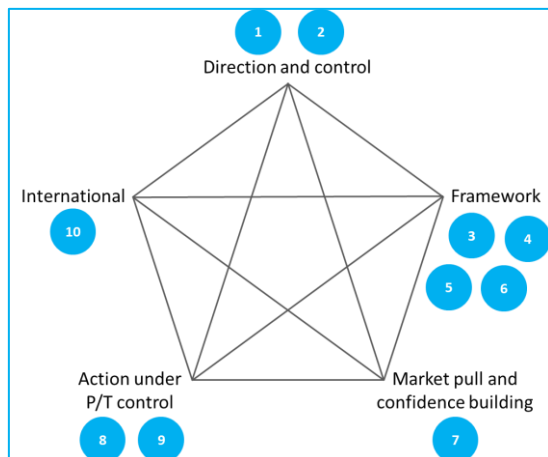 1 2
Direction and control
International
Framework
10
3 4
5 6
Action under
P/T control
Market pull and
confidence building
8 9
7